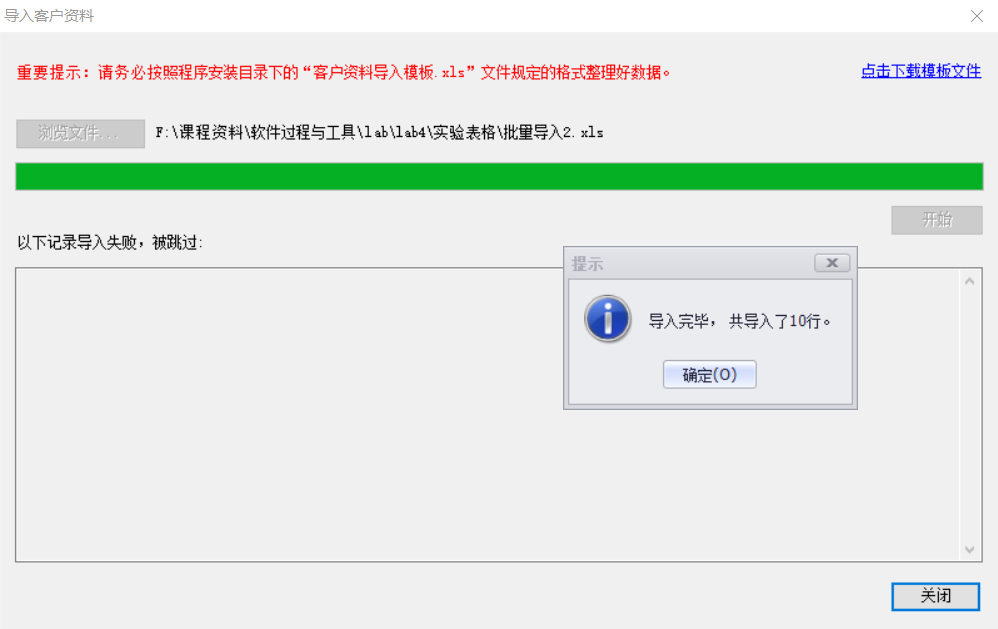 导入客户资料
重要提示：请务必按照程序安装目录下的“客户资料导入模板.xls”文件规定的格式整理好数据。
点击下载模板文件
浏览文件...
F:\课程资料\软件过程与工具\lab\lab4\实验表格\批量导入2.xls
开始
以下记录导入失败，被跳过:
提示
导入完毕，共导入了10行。
确定(O)
关闭